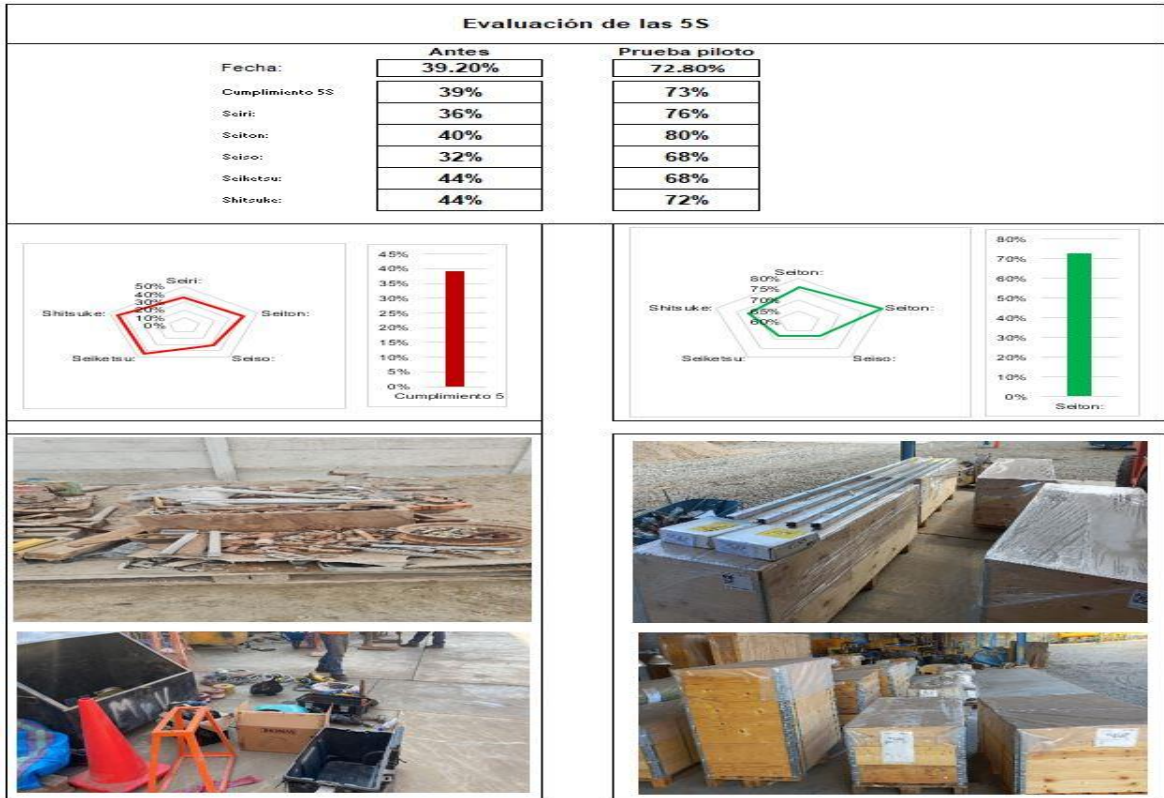 Evaluación de las 5S
Antes Prueba piloto
Fecha: 39.20% 72.80%
Cumplimiento 5S 39% 73%
Seiri: 36% 76%
Seiton: 40% 80%
Seiso: 32% 68%
Seiketsu: 44% 68%
Shitsuke: 44% 72%
Seiri:
50%
40%
30%
20%
10%
0%
Shitsuke: Seiton:
Seiketsu: Seiso:
45%
40%
35%
30%
25%
20%
15%
10%
5%
0%
Cumplimiento 5
Seiton:
80%
75%
70%
65%
60%
Shitsuke: Seiton:
Seiketsu: Seiso:
80%
70%
60%
50%
40%
30%
20%
10%
0%
Seiton: